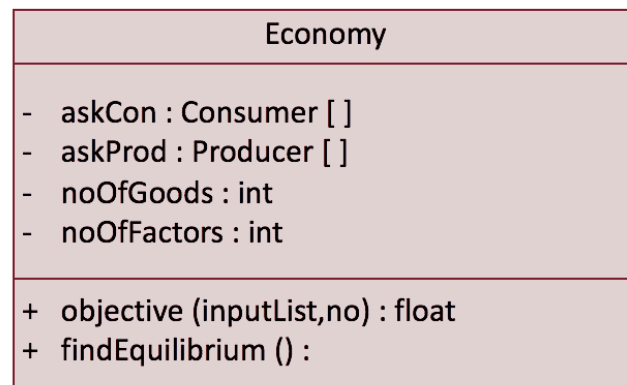 Economy
- askCon : Consumer [ ]
- askProd : Producer [ ]
- noOfGoods : int
- noOfFactors : int
+ objective (inputList,no) : float
+ findEquilibrium () :